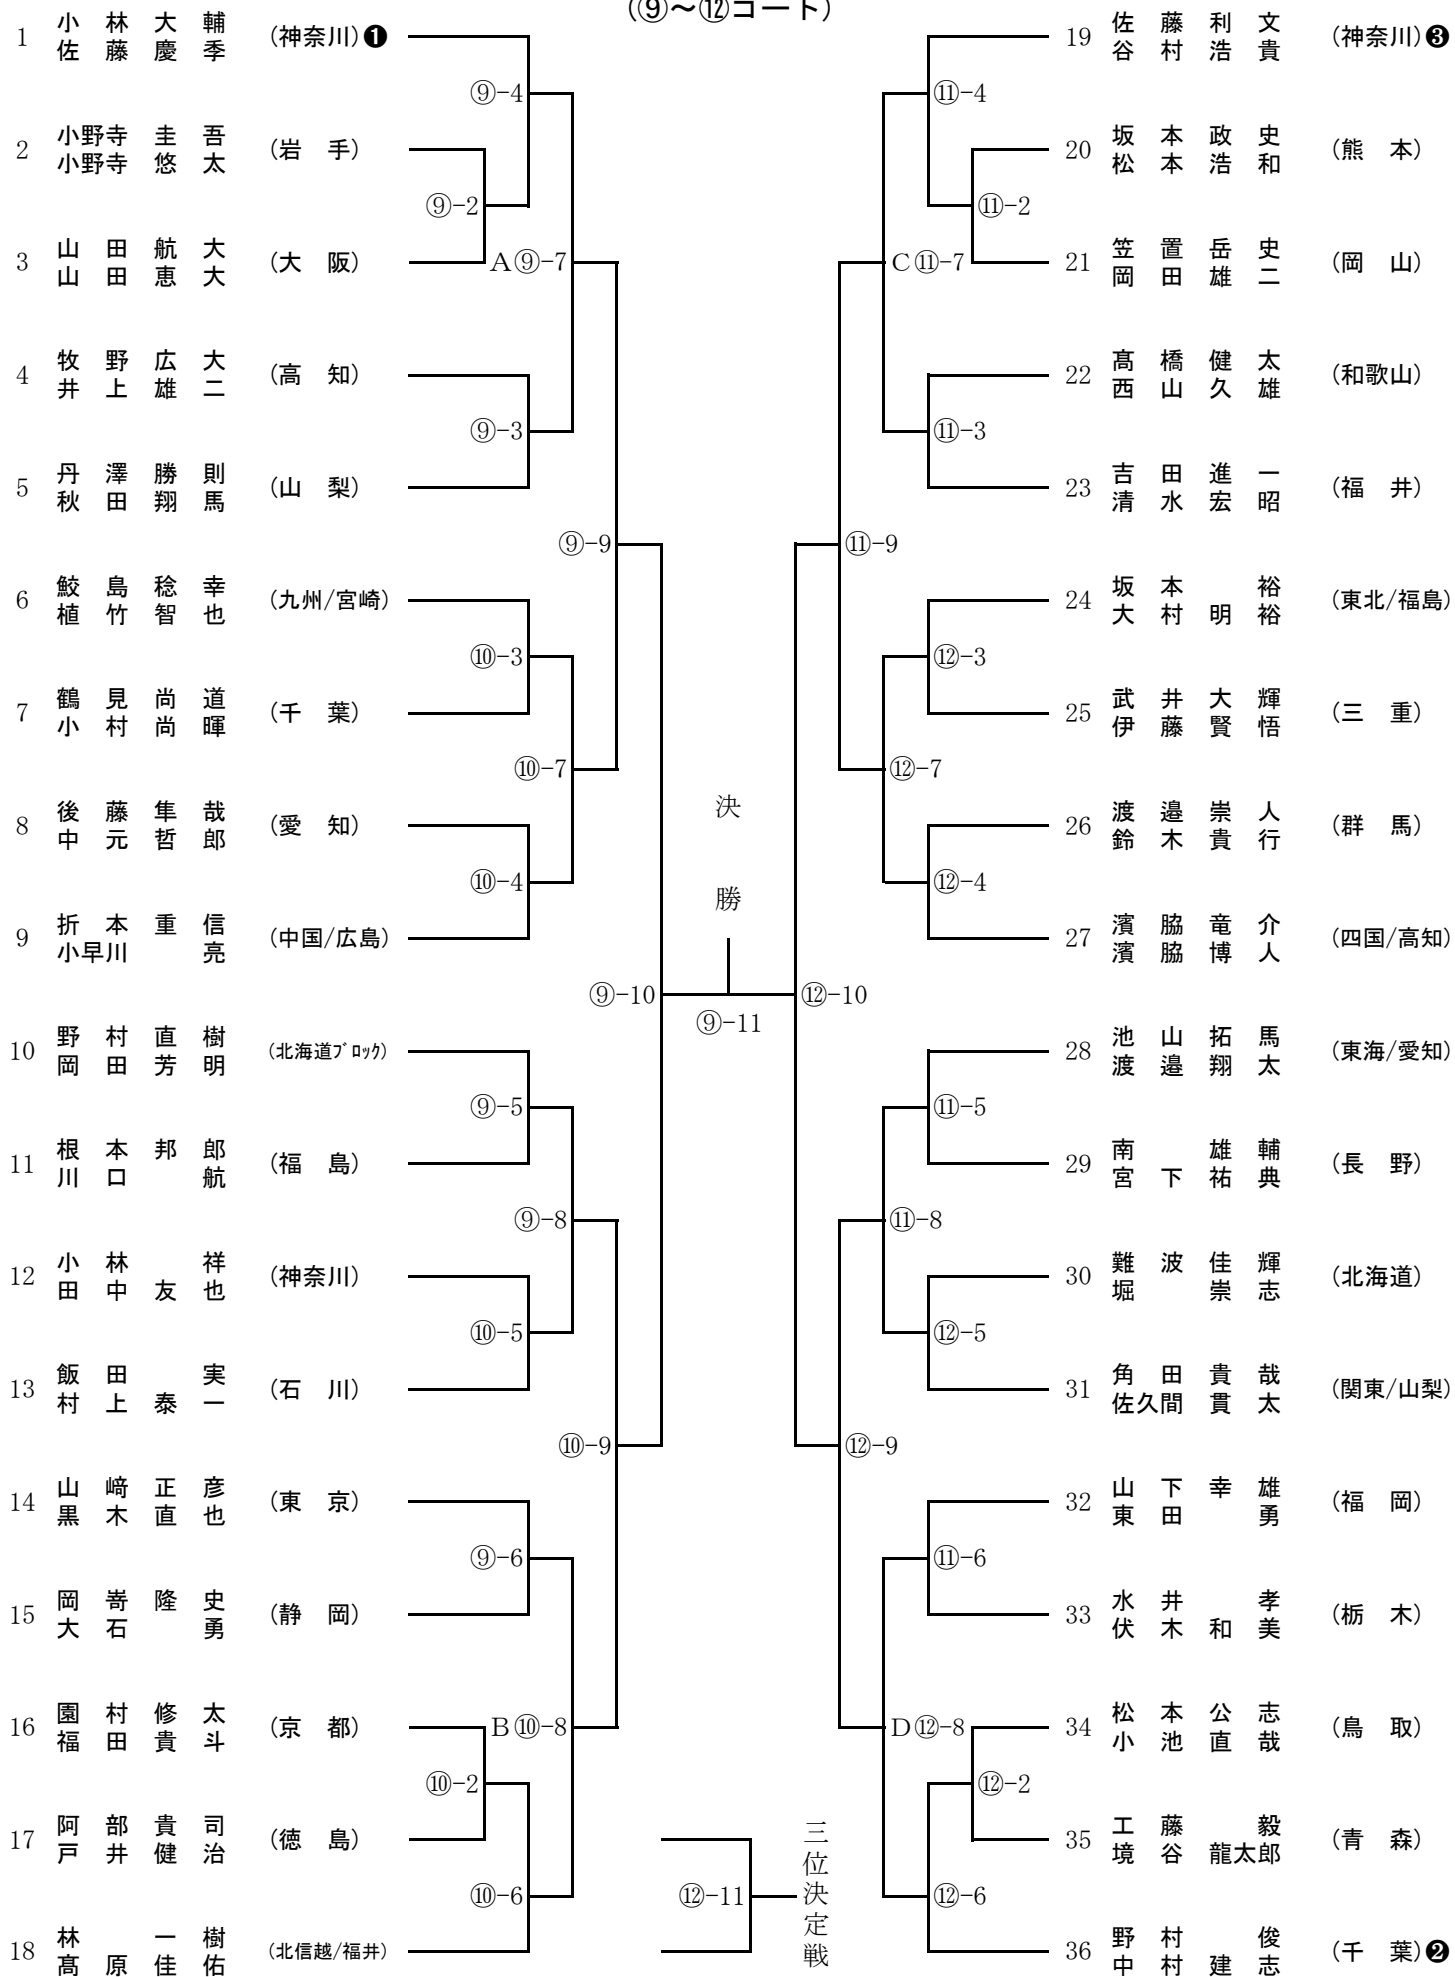 (⑨～⑫コート)
1 小林大輔 (神奈川)❶
佐藤慶季
⑨-4
2 小野寺圭吾 (岩手)
小野寺悠太
⑨-2
3 山田航大 (大阪)
山田恵大
A⑨-7
4 牧野広大 (高知)
井上雄二
⑨-3
5 丹澤勝則 (山梨)
秋田翔馬
⑨-9
6 鮫島稔幸 (九州/宮崎)
植竹智也
⑩-3
7 鶴見尚道 (千葉)
小村尚暉
⑩-7
8 後藤隼哉 (愛知)
中元哲郎
⑩-4
9 折本重信 (中国/広島)
小早川亮
⑨-10
10 野村直樹 (北海道ﾌﾞﾛｯｸ)
岡田芳明
⑨-5
11 根本邦郎 (福島)
川口航
⑨-8
12 小林祥 (神奈川)
田中友也
⑩-5
13 飯田実 (石川)
村上泰一
⑩-9
14 山﨑正彦 (東京)
黒木直也
⑨-6
15 岡嵜隆史 (静岡)
大石勇
16 園村修太 (京都)
福田貴斗
B⑩-8
⑩-2
17 阿部貴司 (徳島)
戸井健治
⑩-6
18 林一樹 (北信越/福井)
髙原佳佑
決勝
⑨-11
三位決定戦
⑫-11
19 佐藤利文 (神奈川)❸
谷村浩貴
⑪-4
20 坂本政史 (熊本)
松本浩和
⑪-2
21 笠置岳史 (岡山)
岡田雄二
C⑪-7
22 髙橋健太 (和歌山)
西山久雄
⑪-3
23 吉田進一 (福井)
清水宏昭
⑪-9
24 坂本裕 (東北/福島)
大村明裕
⑫-3
25 武井大輝 (三重)
伊藤賢悟
⑫-7
26 渡邉崇人 (群馬)
鈴木貴行
⑫-4
27 濱脇竜介 (四国/高知)
濱脇博人
⑫-10
28 池山拓馬 (東海/愛知)
渡邉翔太
⑪-5
29 南雄輔 (長野)
宮下祐典
⑪-8
30 難波佳輝 (北海道)
堀崇志
⑫-5
31 角田貴哉 (関東/山梨)
佐久間貫太
⑫-9
32 山下幸雄 (福岡)
東田勇
⑪-6
33 水井孝 (栃木)
伏木和美
34 松本公志 (鳥取)
小池直哉
D⑫-8
⑫-2
35 工藤毅 (青森)
境谷龍太郎
⑫-6
36 野村俊 (千葉)❷
中村建志